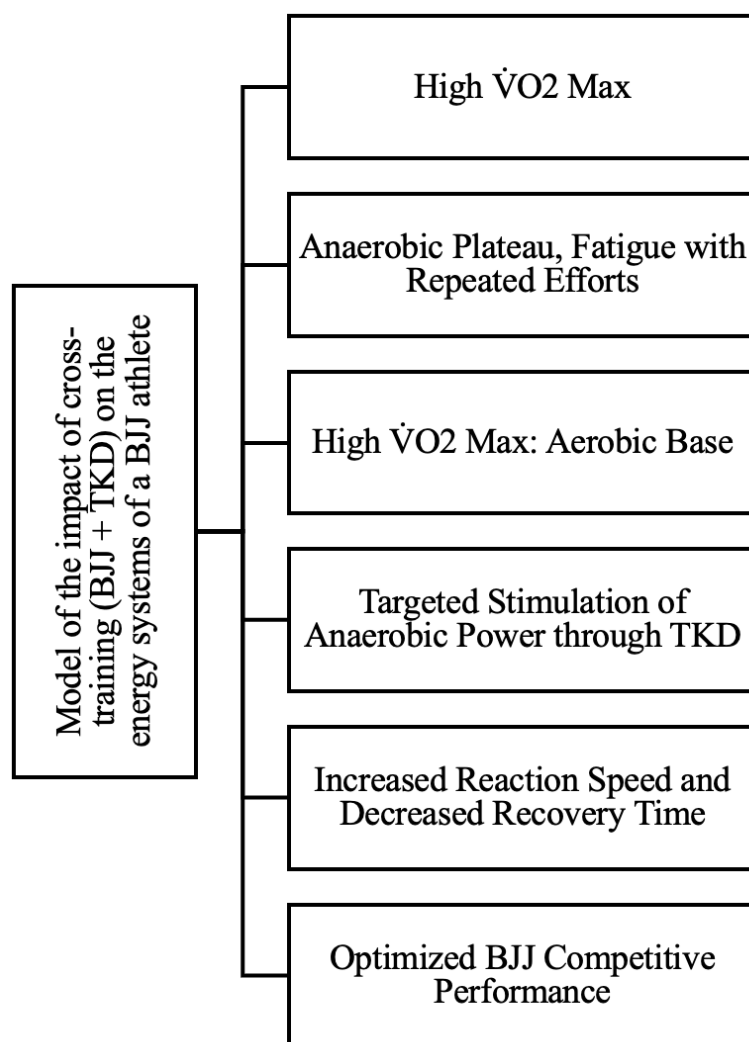 Model of the impact of cross-
training (BJJ + TKD) on the
energy systems of a BJJ athlete
High V̇O2 Max
Anaerobic Plateau, Fatigue with
Repeated Efforts
High V̇O2 Max: Aerobic Base
Targeted Stimulation of
Anaerobic Power through TKD
Increased Reaction Speed and
Decreased Recovery Time
Optimized BJJ Competitive
Performance